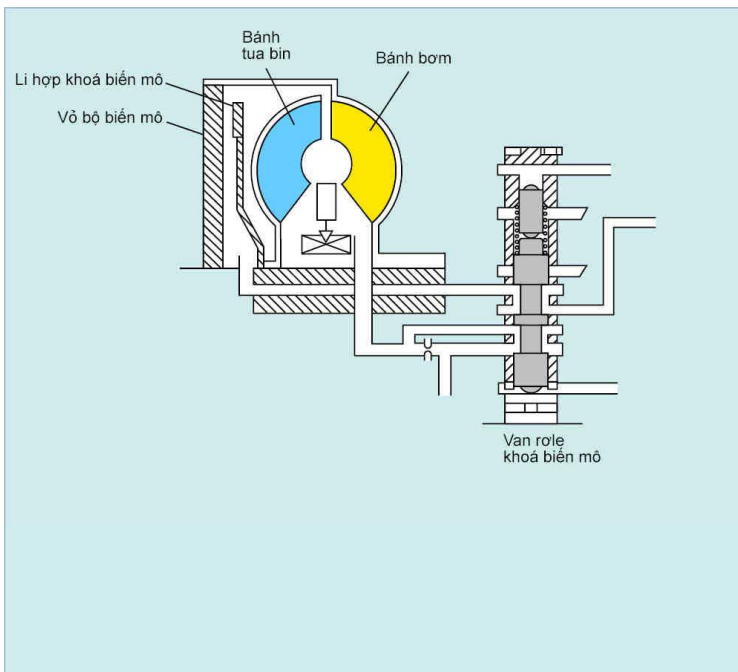 Bánh
tua bin
Bánh bơm
Li hợp khoá biến mô
Vỏ bộ biến mô
Van rơle
khoá biến mô